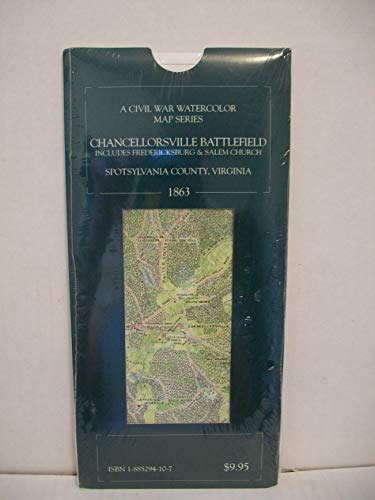 A CIVIL WAR WATERCOLOR
MAP SERIES
CHANCELLORSVILLE BATTLEFIELD
INCLUDES FREDERICKSBURG & SALEM CHURCH
SPOTSYLVANIA COUNTY, VIRGINIA
1863
ISBN 1-885294-10-7
$9.95